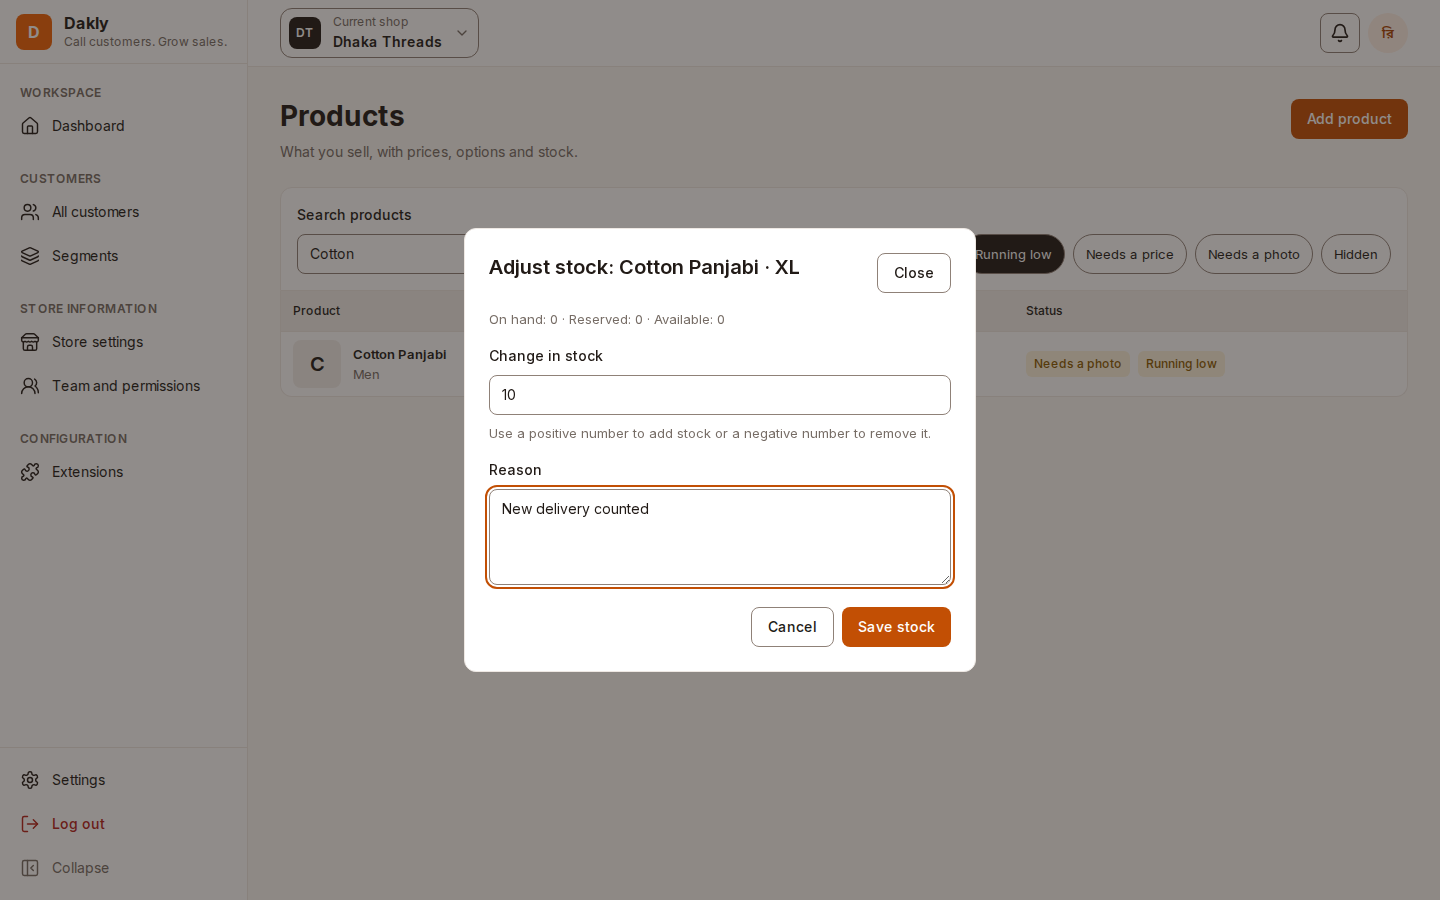 D
Dakly
Call customers. Grow sales.
WORKSPACE
Dashboard
CUSTOMERS
All customers
Segments
STORE INFORMATION
Store settings
Team and permissions
CONFIGURATION
Extensions
Settings
Log out
Collapse
DT
Current shop
Dhaka Threads
রি
Products
What you sell, with prices, options and stock.
Add product
Search products
Cotton
Running low
Needs a price
Needs a photo
Hidden
Product
Status
C
Cotton Panjabi
Men
Needs a photo
Running low
Adjust stock: Cotton Panjabi · XL
Close
On hand: 0 · Reserved: 0 · Available: 0
Change in stock
10
Use a positive number to add stock or a negative number to remove it.
Reason
New delivery counted
Cancel
Save stock